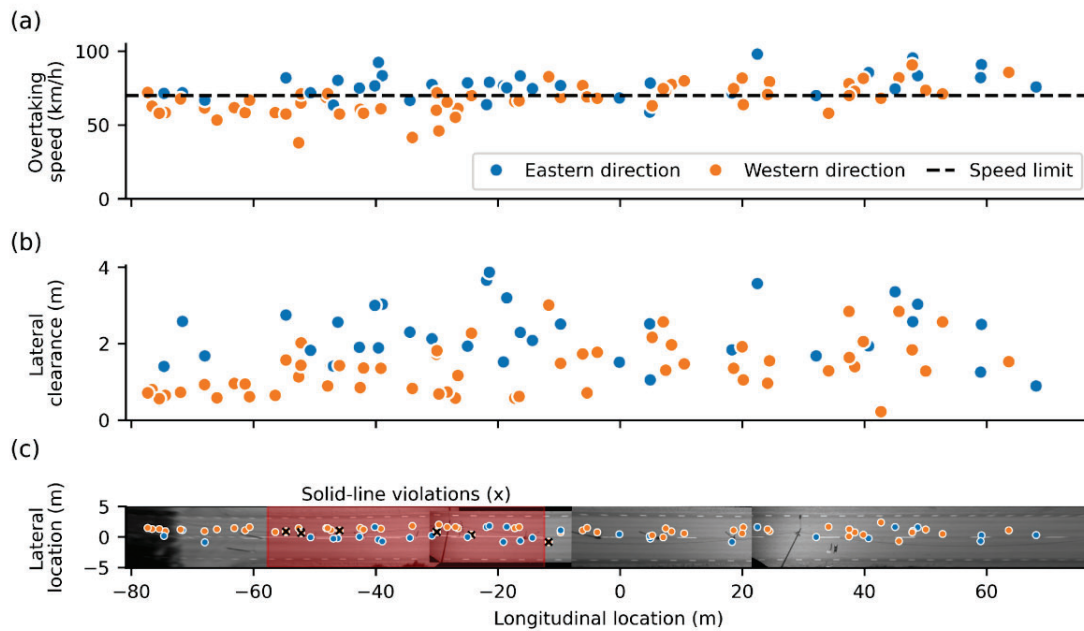 (a)
Overtaking
speed (km/h)
100
50
0
Eastern direction
Western direction
Speed limit
(b)
Lateral
clearance (m)
4
2
0
(c)
Solid-line violations (x)
Lateral
location (m)
5
0
−5
−80 −60 −40 −20 0 20 40 60
Longitudinal location (m)